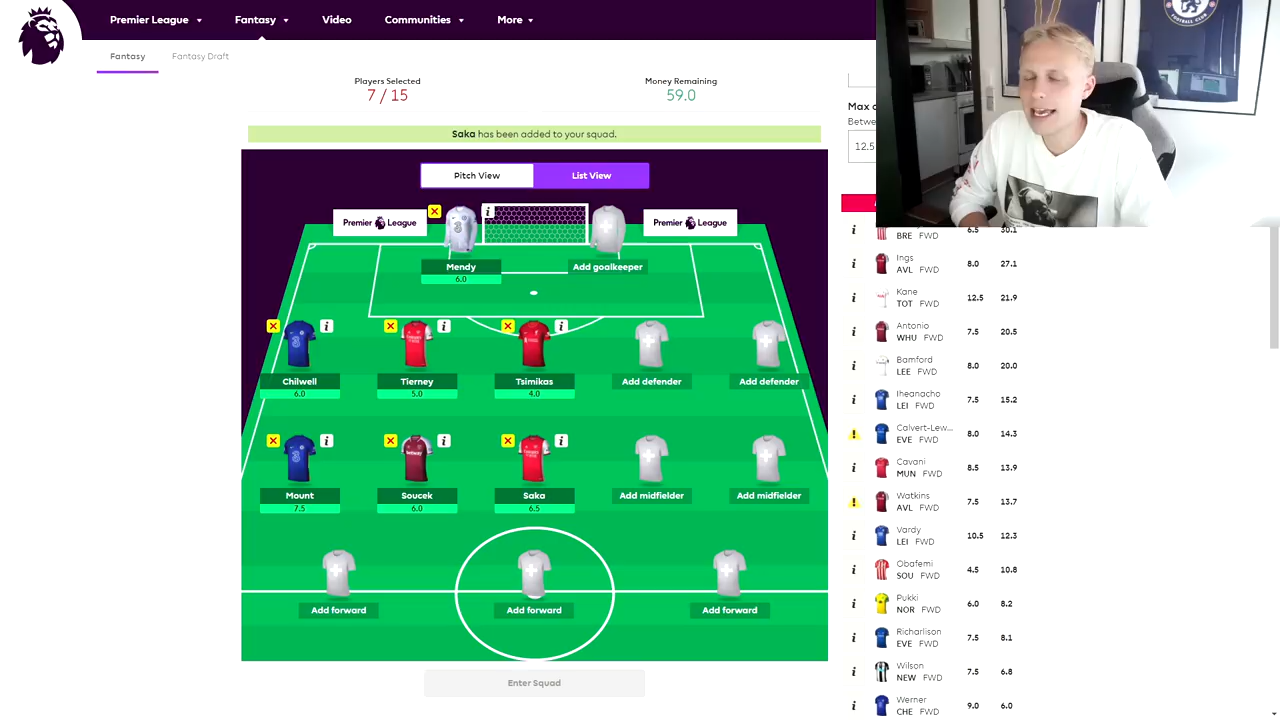 Premier League
Fantasy
Video
Communities
More
Fantasy
Fantasy Draft
Players Selected
Money Remaining
7 / 15
59.0
Saka has been added to your squad.
Pitch View
List View
Premier League
Premier League
Mendy
6.0
Add goalkeeper
Chilwell
6.0
Tierney
5.0
Tsimikas
4.0
Add defender
Add defender
Mount
7.5
Soucek
6.0
Saka
6.5
Add midfielder
Add midfielder
Add forward
Add forward
Add forward
Enter Squad
Max c
Betwe
12.5
BRE FWD 6.5 30.1
Ings
AVL FWD 8.0 27.1
Kane
TOT FWD 12.5 21.9
Antonio
WHU FWD 7.5 20.5
Bamford
LEE FWD 8.0 20.0
Iheanacho
LEI FWD 7.5 15.2
Calvert-Lew...
EVE FWD 8.0 14.3
Cavani
MUN FWD 8.5 13.9
Watkins
AVL FWD 7.5 13.7
Vardy
LEI FWD 10.5 12.3
Obafemi
SOU FWD 4.5 10.8
Pukki
NOR FWD 6.0 8.2
Richarlison
EVE FWD 7.5 8.1
Wilson
NEW FWD 7.5 6.8
Werner
CHE FWD 9.0 6.0